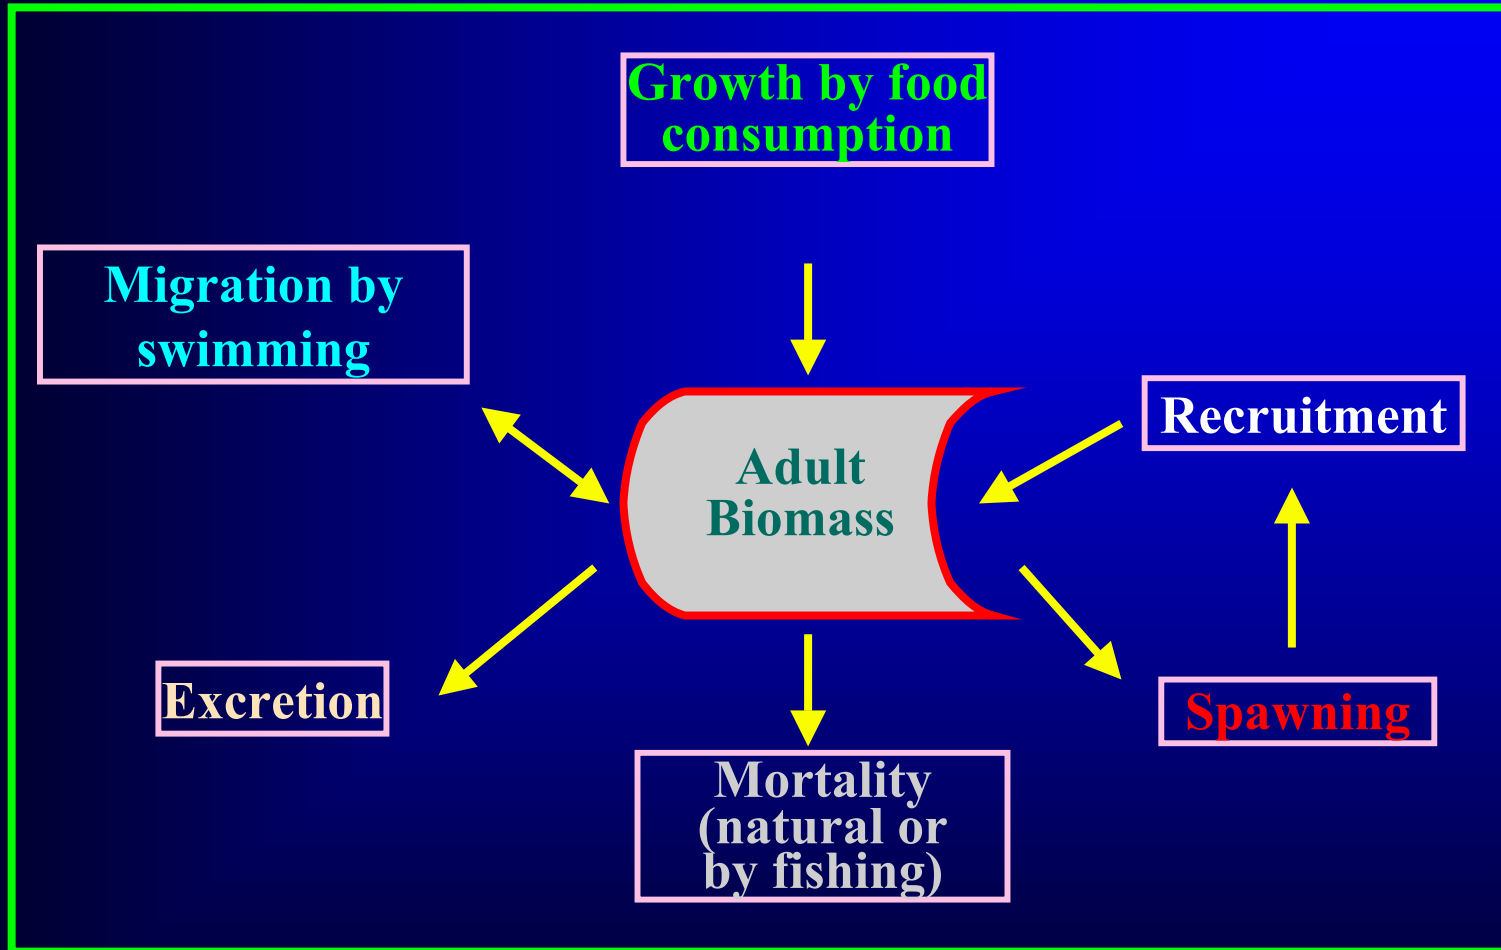 Growth by food
consumption
Migration by
swimming
Recruitment
Adult
Biomass
Excretion
Spawning
Mortality
(natural or
by fishing)